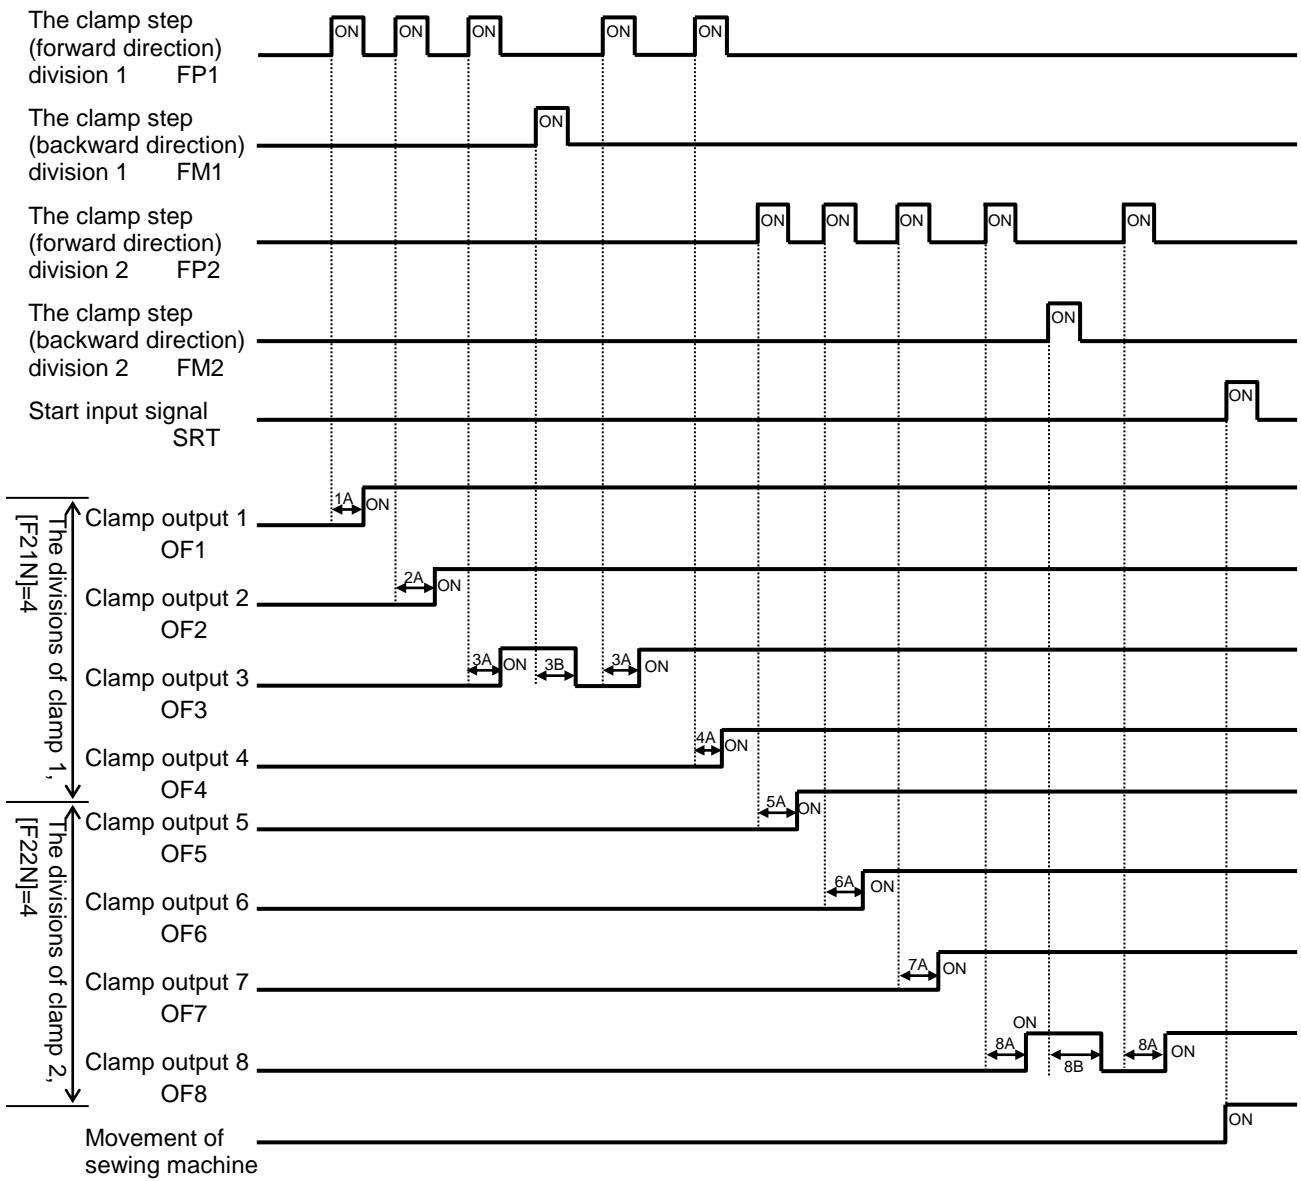 The clamp step
(forward direction)
division 1 FP1
ON ON ON ON ON
The clamp step
(backward direction)
division 1 FM1
ON
The clamp step
(forward direction)
division 2 FP2
ON ON ON ON ON
The clamp step
(backward direction)
division 2 FM2
ON
Start input signal
SRT
ON
The divisions of clamp 1,
[F21N]=4
Clamp output 1
OF1
1A ON
Clamp output 2
OF2
2A ON
Clamp output 3
OF3
3A ON 3B 3A ON
Clamp output 4
OF4
4A ON
The divisions of clamp 2,
[F22N]=4
Clamp output 5
OF5
5A ON
Clamp output 6
OF6
6A ON
Clamp output 7
OF7
7A ON
Clamp output 8
OF8
8A ON 8B 8A ON
Movement of
sewing machine
ON